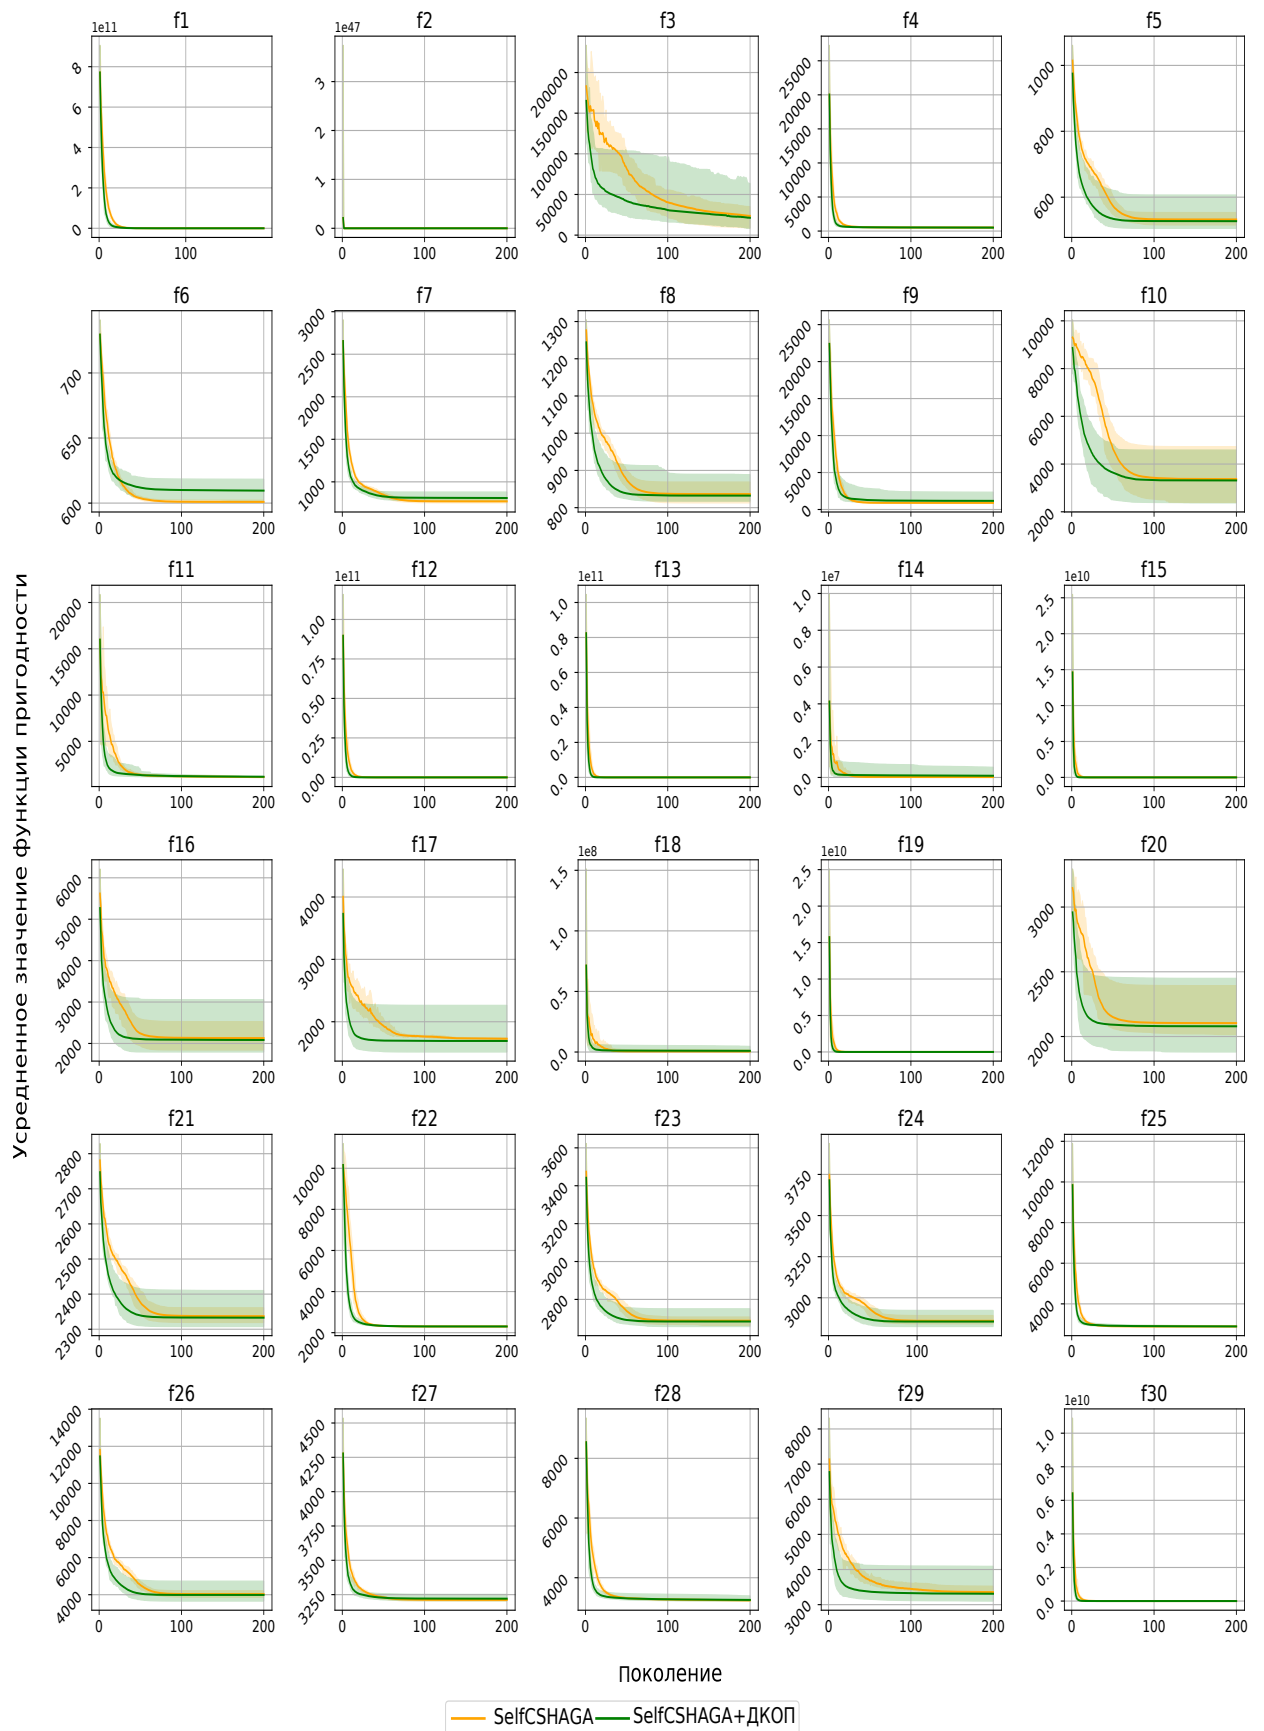 f1 f2 f3 f4 f5
1e11 1e47
8 6 4 2 0
3 2 1 0
200000 150000 100000 50000 0
25000 20000 15000 10000 5000 0
1000 800 600
0 100
0 100 200
0 100 200
0 100 200
0 100 200
f6 f7 f8 f9 f10
700 650 600
3000 2500 2000 1500 1000
1300 1200 1100 1000 900 800
25000 20000 15000 10000 5000 0
10000 8000 6000 4000 2000
0 100 200
0 100 200
0 100 200
0 100 200
0 100 200
Усредненное значение функции пригодности
f11 f12 f13 f14 f15
1e11 1e11 1e7 1e10
20000 15000 10000 5000
1.00 0.75 0.50 0.25 0.00
1.0 0.8 0.6 0.4 0.2 0.0
1.0 0.8 0.6 0.4 0.2 0.0
2.5 2.0 1.5 1.0 0.5 0.0
0 100 200
0 100 200
0 100 200
0 100 200
0 100 200
f16 f17 f18 f19 f20
1e8 1e10
6000 5000 4000 3000 2000
4000 3000 2000
1.5 1.0 0.5 0.0
2.5 2.0 1.5 1.0 0.5 0.0
3000 2500 2000
0 100 200
0 100 200
0 100 200
0 100 200
0 100 200
f21 f22 f23 f24 f25
2800 2700 2600 2500 2400 2300
10000 8000 6000 4000 2000
3600 3400 3200 3000 2800
3750 3500 3250 3000
12000 10000 8000 6000 4000
0 100 200
0 100 200
0 100 200
0 100
0 100 200
f26 f27 f28 f29 f30
1e10
14000 12000 10000 8000 6000 4000
4500 4250 4000 3750 3500 3250
8000 6000 4000
8000 7000 6000 5000 4000 3000
1.0 0.8 0.6 0.4 0.2 0.0
0 100 200
0 100 200
0 100 200
0 100 200
0 100 200
Поколение
SelfCSHAGA SelfCSHAGA+ДКОП